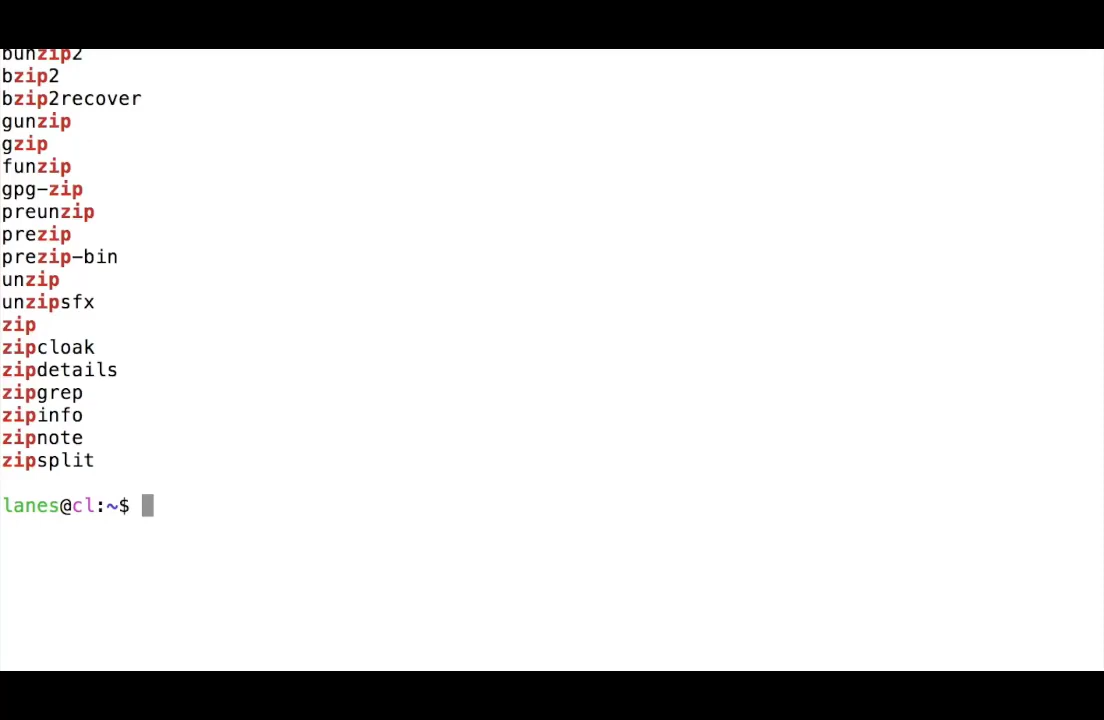 bunzip2
bzip2
bzip2recover
gunzip
gzip
funzip
gpg-zip
preunzip
prezip
prezip-bin
unzip
unzipsfx
zip
zipcloak
zipdetails
zipgrep
zipinfo
zipnote
zipsplit
lanes@cl:~$